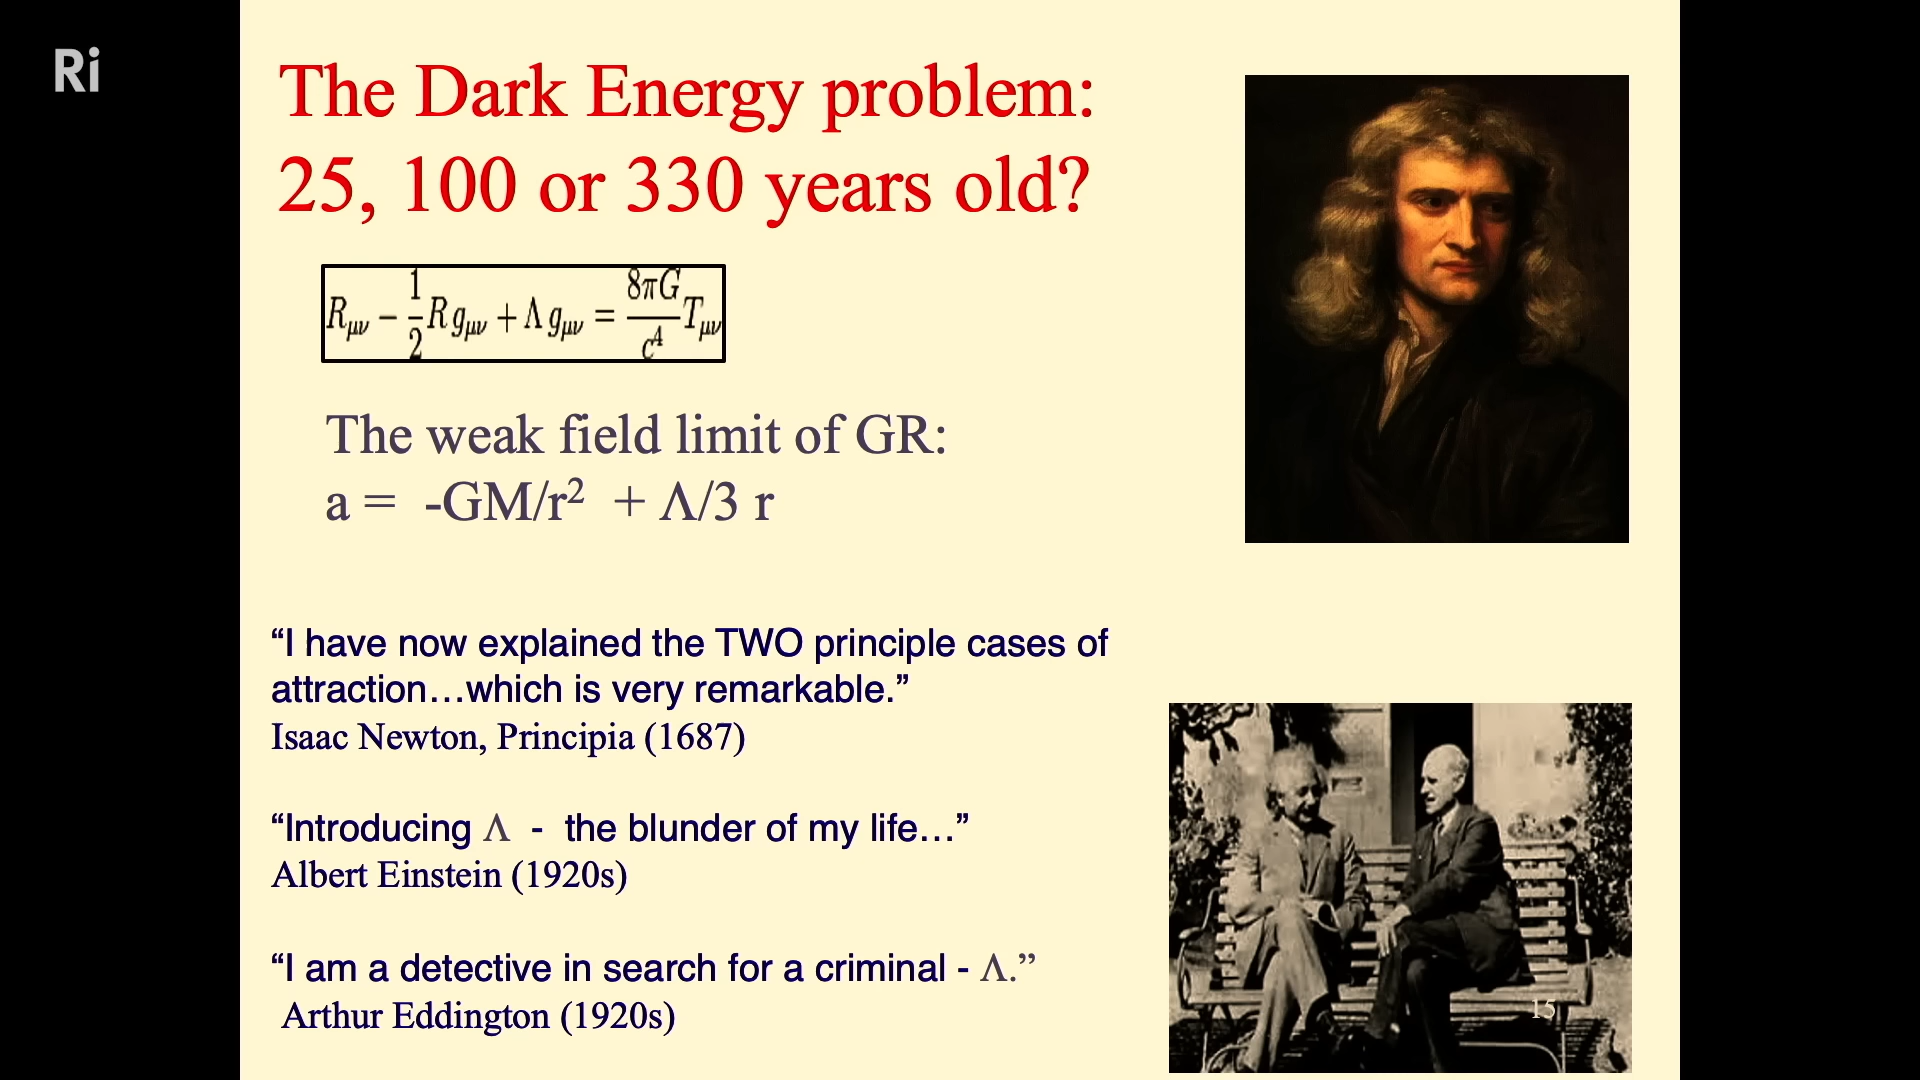 Ri
The Dark Energy problem:
25, 100 or 330 years old?
R_μν − 1/2 R g_μν + Λ g_μν = 8πG/c⁴ T_μν
The weak field limit of GR:
a = -GM/r² + Λ/3 r
“I have now explained the TWO principle cases of
attraction…which is very remarkable.”
Isaac Newton, Principia (1687)
“Introducing Λ - the blunder of my life…”
Albert Einstein (1920s)
“I am a detective in search for a criminal - Λ.”
Arthur Eddington (1920s)
15